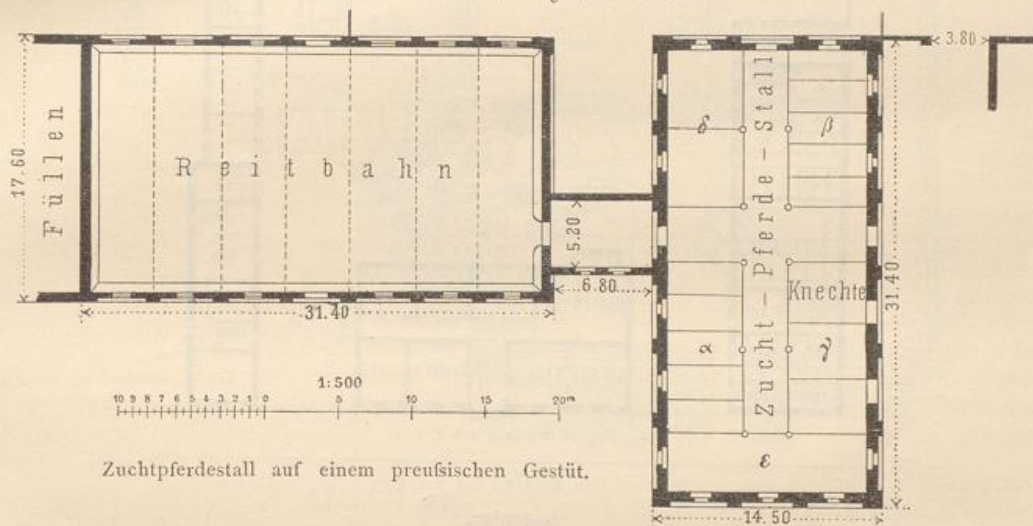 3.80
17.60
Füllen
Reitbahn
δ
β
Zucht-Pferde-Stall
5.20
6.80
31.40
Knechte
31.40
α
γ
1:500
10 9 8 7 6 5 4 3 2 1 0 5 10 15 20m
ε
Zuchtpferdestall auf einem preuſsischen Gestüt.
14.50